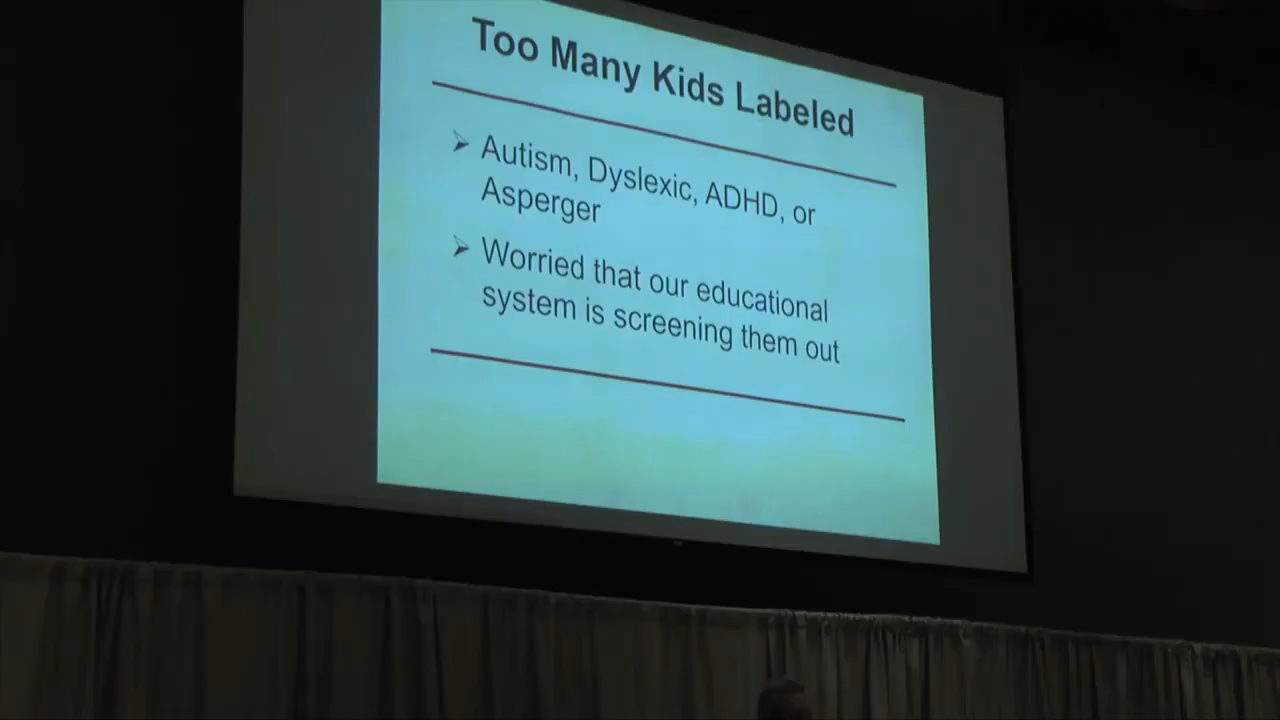 Too Many Kids Labeled
Autism, Dyslexic, ADHD, or
Asperger
Worried that our educational
system is screening them out